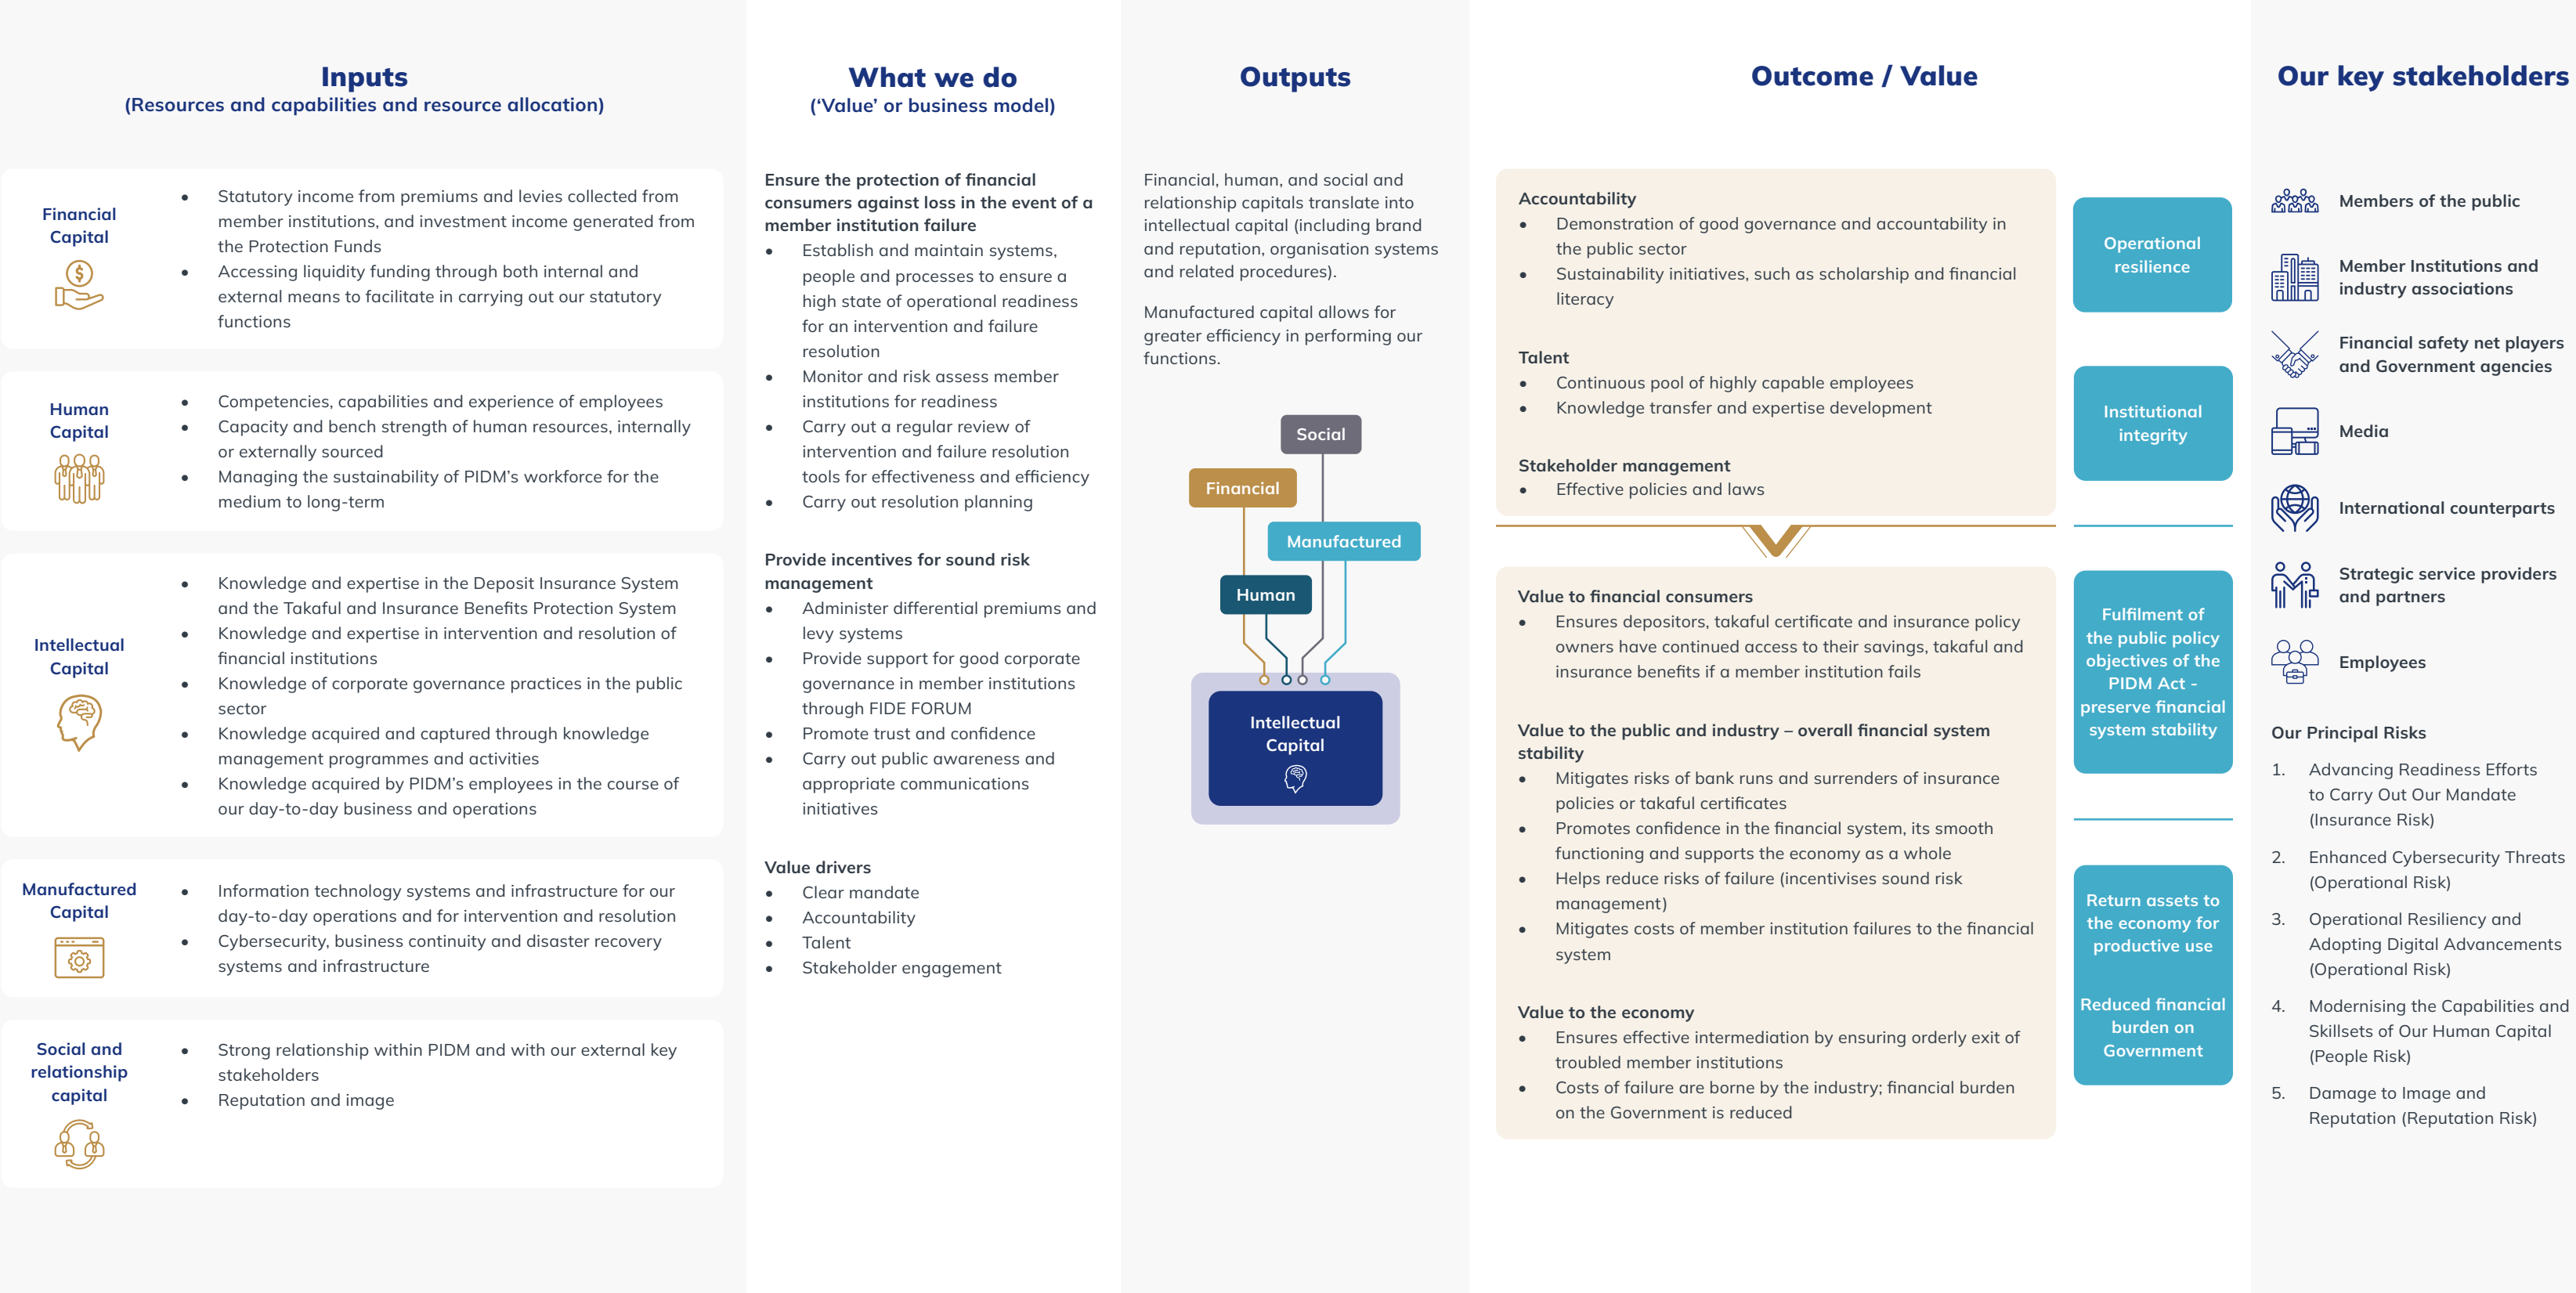 Inputs
(Resources and capabilities and resource allocation)
Financial
Capital
• Statutory income from premiums and levies collected from
member institutions, and investment income generated from
the Protection Funds
• Accessing liquidity funding through both internal and
external means to facilitate in carrying out our statutory
functions
Human
Capital
• Competencies, capabilities and experience of employees
• Capacity and bench strength of human resources, internally
or externally sourced
• Managing the sustainability of PIDM’s workforce for the
medium to long-term
Intellectual
Capital
• Knowledge and expertise in the Deposit Insurance System
and the Takaful and Insurance Benefits Protection System
• Knowledge and expertise in intervention and resolution of
financial institutions
• Knowledge of corporate governance practices in the public
sector
• Knowledge acquired and captured through knowledge
management programmes and activities
• Knowledge acquired by PIDM’s employees in the course of
our day-to-day business and operations
Manufactured
Capital
• Information technology systems and infrastructure for our
day-to-day operations and for intervention and resolution
• Cybersecurity, business continuity and disaster recovery
systems and infrastructure
Social and
relationship
capital
• Strong relationship within PIDM and with our external key
stakeholders
• Reputation and image
What we do
(‘Value’ or business model)
Ensure the protection of financial
consumers against loss in the event of a
member institution failure
• Establish and maintain systems,
people and processes to ensure a
high state of operational readiness
for an intervention and failure
resolution
• Monitor and risk assess member
institutions for readiness
• Carry out a regular review of
intervention and failure resolution
tools for effectiveness and efficiency
• Carry out resolution planning
Provide incentives for sound risk
management
• Administer differential premiums and
levy systems
• Provide support for good corporate
governance in member institutions
through FIDE FORUM
• Promote trust and confidence
• Carry out public awareness and
appropriate communications
initiatives
Value drivers
• Clear mandate
• Accountability
• Talent
• Stakeholder engagement
Outputs
Financial, human, and social and
relationship capitals translate into
intellectual capital (including brand
and reputation, organisation systems
and related procedures).
Manufactured capital allows for
greater efficiency in performing our
functions.
Social
Financial
Manufactured
Human
Intellectual
Capital
Outcome / Value
Accountability
• Demonstration of good governance and accountability in
the public sector
• Sustainability initiatives, such as scholarship and financial
literacy
Talent
• Continuous pool of highly capable employees
• Knowledge transfer and expertise development
Stakeholder management
• Effective policies and laws
Value to financial consumers
• Ensures depositors, takaful certificate and insurance policy
owners have continued access to their savings, takaful and
insurance benefits if a member institution fails
Value to the public and industry – overall financial system
stability
• Mitigates risks of bank runs and surrenders of insurance
policies or takaful certificates
• Promotes confidence in the financial system, its smooth
functioning and supports the economy as a whole
• Helps reduce risks of failure (incentivises sound risk
management)
• Mitigates costs of member institution failures to the financial
system
Value to the economy
• Ensures effective intermediation by ensuring orderly exit of
troubled member institutions
• Costs of failure are borne by the industry; financial burden
on the Government is reduced
Operational
resilience
Institutional
integrity
Fulfilment of
the public policy
objectives of the
PIDM Act -
preserve financial
system stability
Return assets to
the economy for
productive use
Reduced financial
burden on
Government
Our key stakeholders
Members of the public
Member Institutions and
industry associations
Financial safety net players
and Government agencies
Media
International counterparts
Strategic service providers
and partners
Employees
Our Principal Risks
1. Advancing Readiness Efforts
to Carry Out Our Mandate
(Insurance Risk)
2. Enhanced Cybersecurity Threats
(Operational Risk)
3. Operational Resiliency and
Adopting Digital Advancements
(Operational Risk)
4. Modernising the Capabilities and
Skillsets of Our Human Capital
(People Risk)
5. Damage to Image and
Reputation (Reputation Risk)